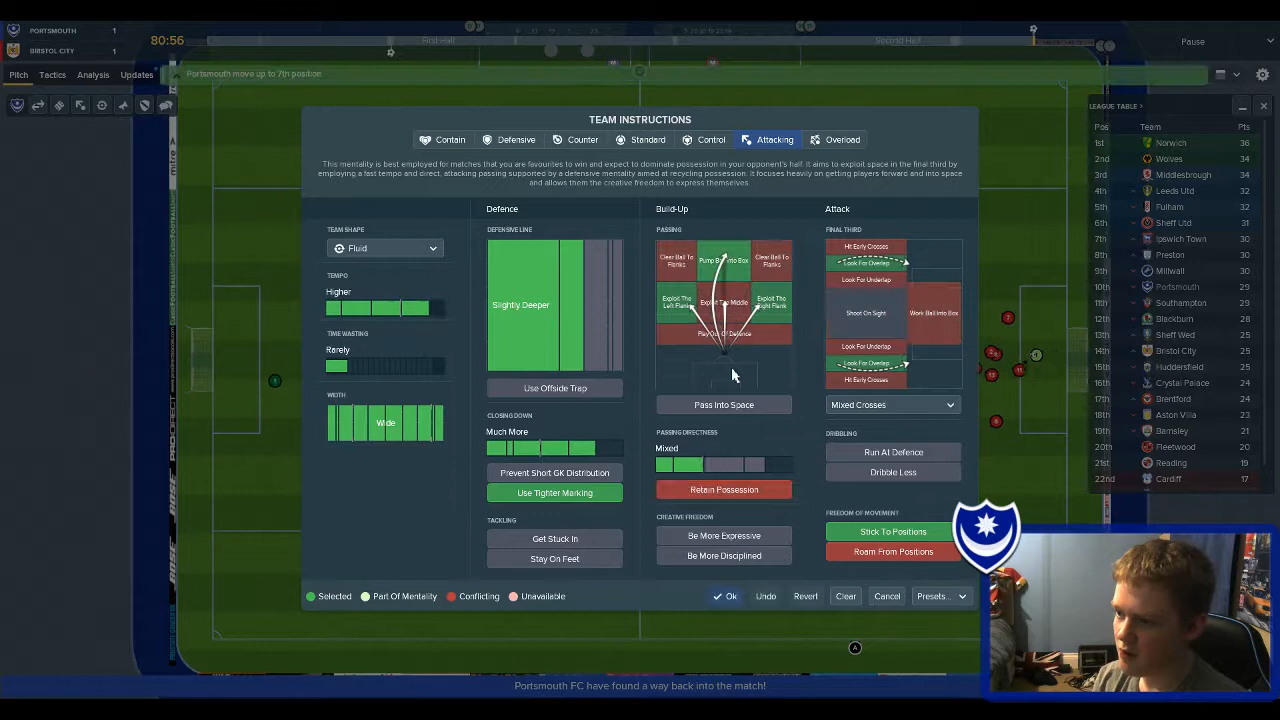 PORTSMOUTH 1
BRISTOL CITY 1
80:56
First Half
Second Half
Pause
Pitch Tactics Analysis Updates
Portsmouth move up to 7th position
TEAM INSTRUCTIONS
Contain Defensive Counter Standard Control Attacking Overload
This mentality is best employed for matches that you are favourites to win and expect to dominate possession in your opponent's half. It aims to exploit space in the final third by
employing a fast tempo and direct, attacking passing supported by a defensive mentality aimed at recycling possession. It focuses heavily on getting players forward and into space
and allows them the creative freedom to express themselves.
TEAM SHAPE
Fluid
TEMPO
Higher
TIME WASTING
Rarely
WIDTH
Wide
Defence
DEFENSIVE LINE
Slightly Deeper
Use Offside Trap
CLOSING DOWN
Much More
Prevent Short GK Distribution
Use Tighter Marking
TACKLING
Get Stuck In
Stay On Feet
Build-Up
PASSING
Clear Ball To Flanks
Pump Ball Into Box
Clear Ball To Flanks
Exploit The Left Flank
Exploit The Middle
Exploit The Right Flank
Play Out Of Defence
Pass Into Space
PASSING DIRECTNESS
Mixed
Retain Possession
CREATIVE FREEDOM
Be More Expressive
Be More Disciplined
Attack
FINAL THIRD
Hit Early Crosses
Look For Overlap
Look For Underlap
Shoot On Sight
Work Ball Into Box
Look For Underlap
Look For Overlap
Hit Early Crosses
Mixed Crosses
DRIBBLING
Run At Defence
Dribble Less
FREEDOM OF MOVEMENT
Stick To Positions
Roam From Positions
Selected Part Of Mentality Conflicting Unavailable
Ok Undo Revert Clear Cancel Presets...
LEAGUE TABLE >
Pos Team Pts
1st Norwich 36
2nd Wolves 34
3rd Middlesbrough 34
4th Leeds Utd 32
5th Fulham 32
6th Sheff Utd 31
7th Ipswich Town 30
8th Preston 30
9th Millwall 30
10th Portsmouth 29
11th Southampton 29
12th Blackburn 28
13th Sheff Wed 25
14th Bristol City 25
15th Huddersfield 25
16th Crystal Palace 24
17th Brentford 24
18th Aston Villa 23
19th Barnsley 21
20th Fleetwood 20
21st Reading 19
22nd Cardiff 17
Portsmouth FC have found a way back into the match!
A